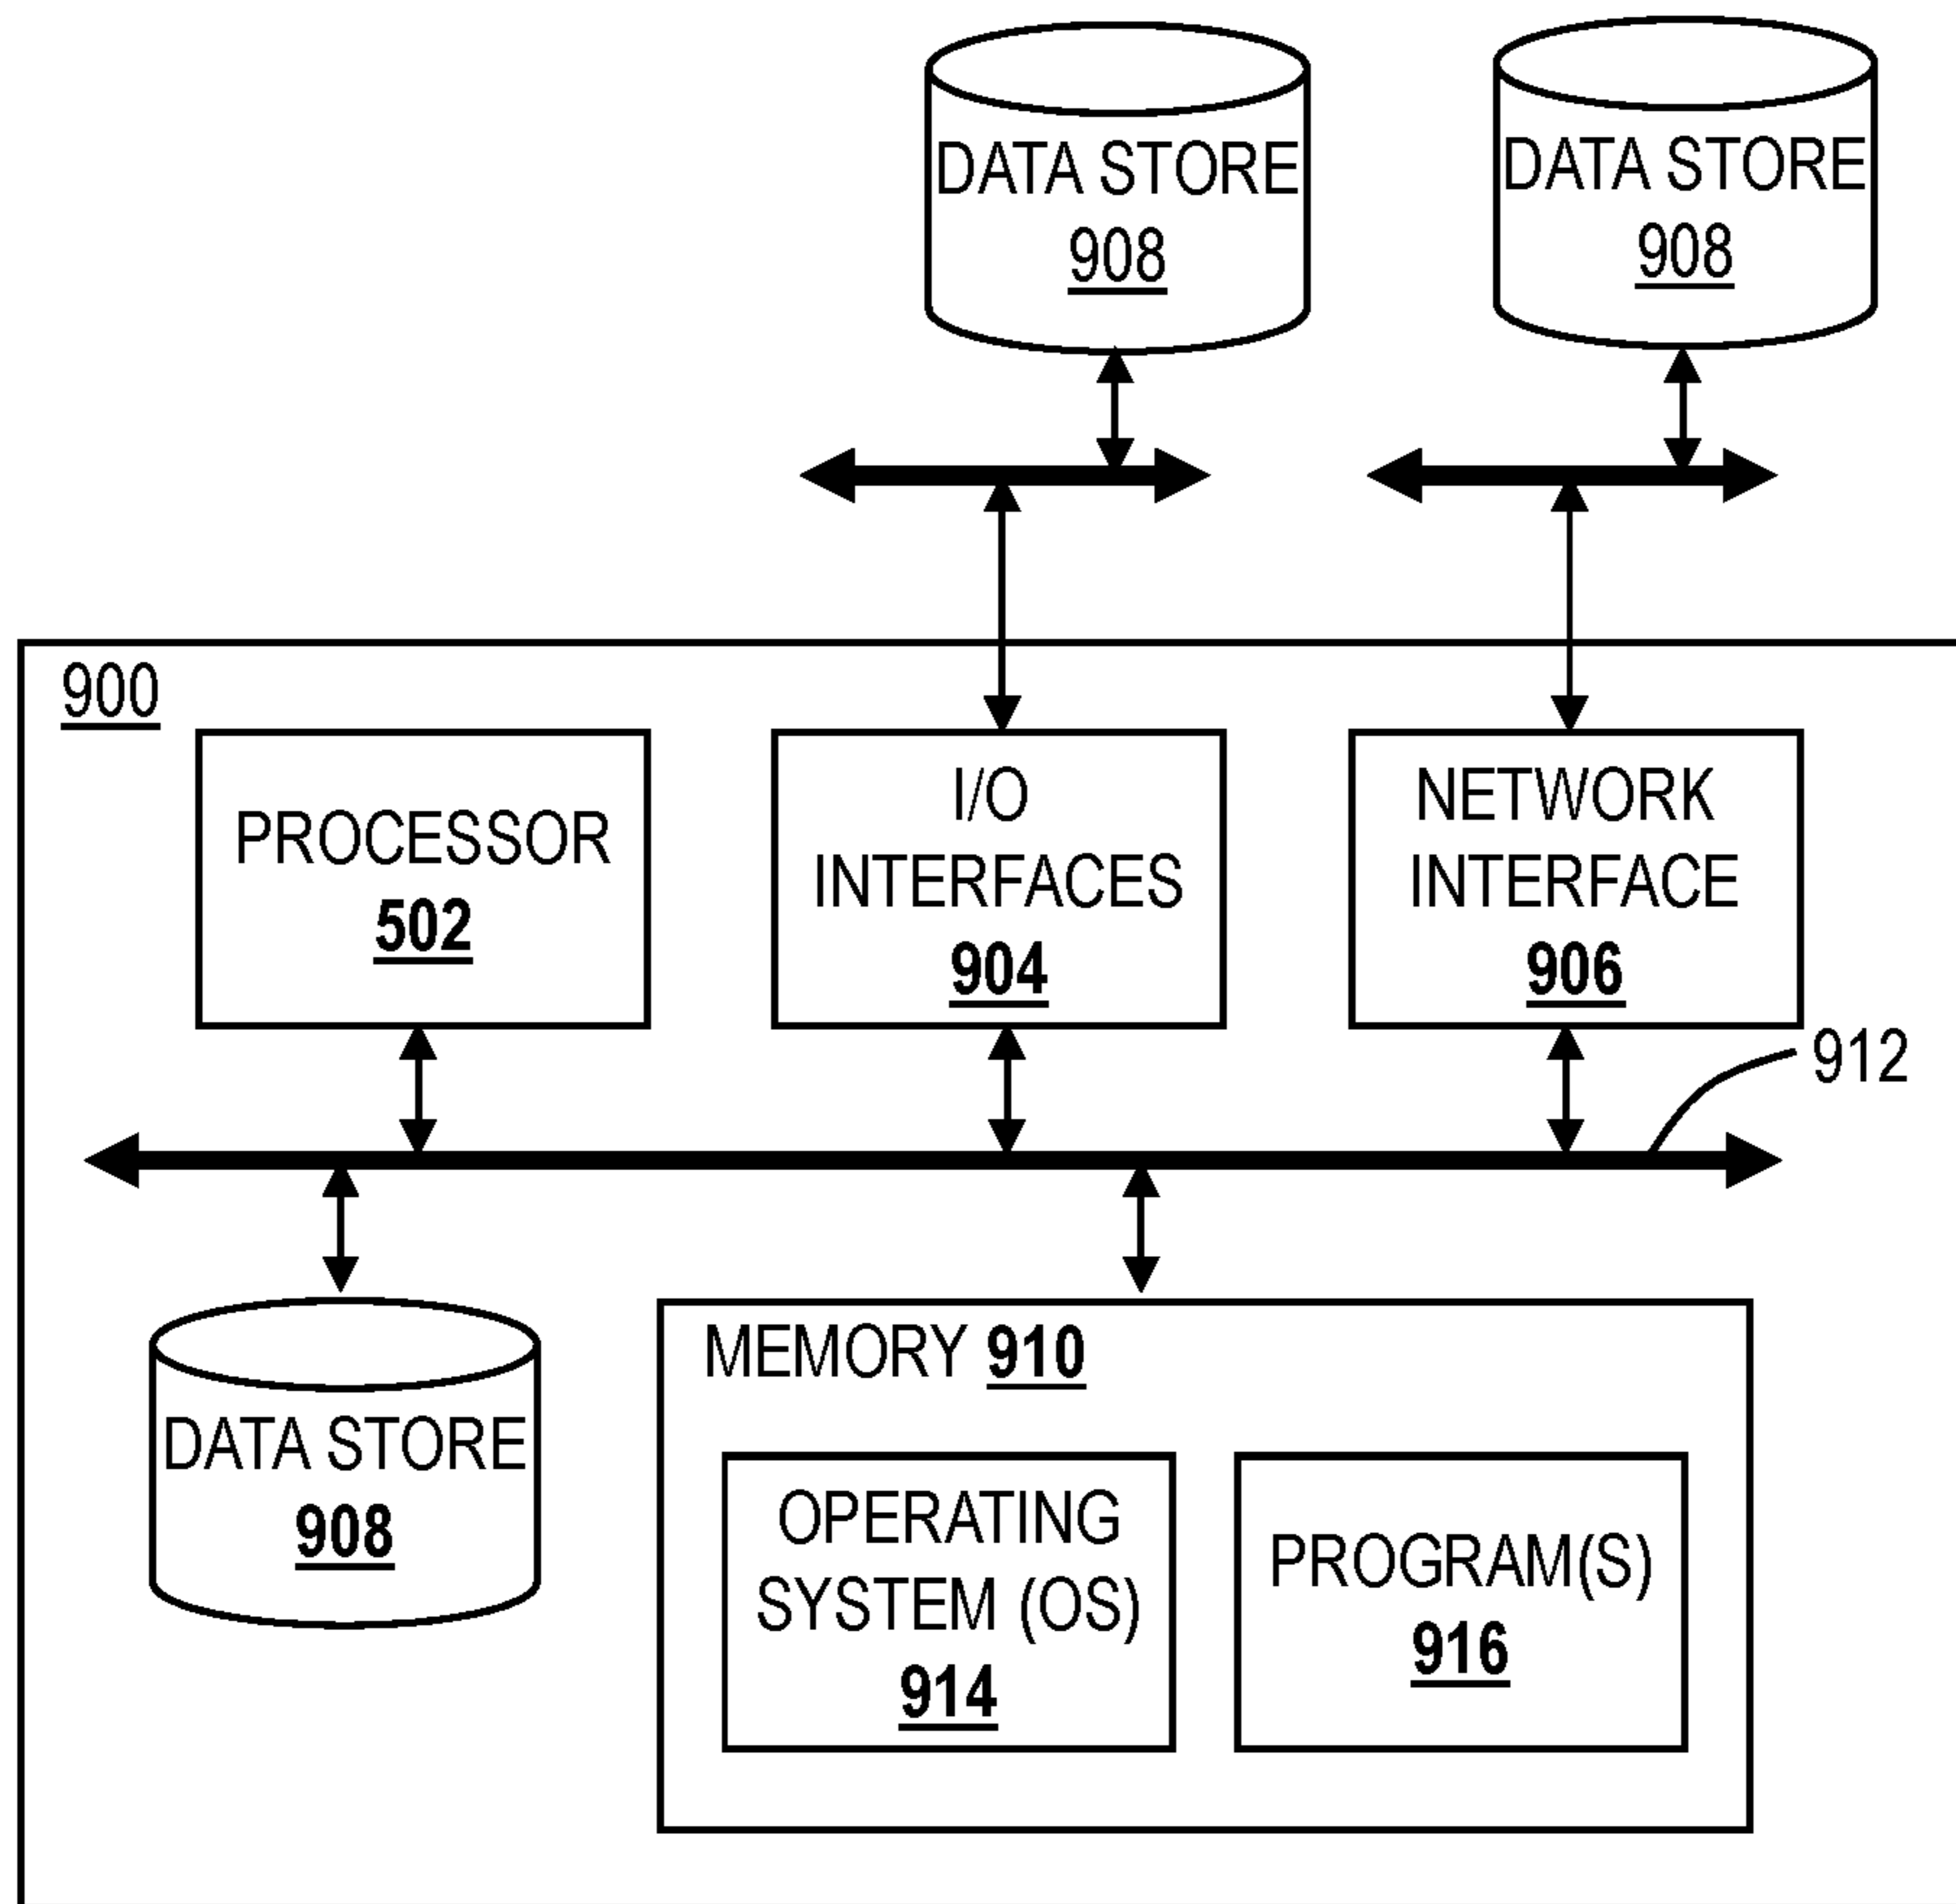 DATA STORE
908
DATA STORE
908
900
PROCESSOR
502
I/O
INTERFACES
904
NETWORK
INTERFACE
906
912
DATA STORE
908
MEMORY 910
OPERATING
SYSTEM (OS)
914
PROGRAM(S)
916